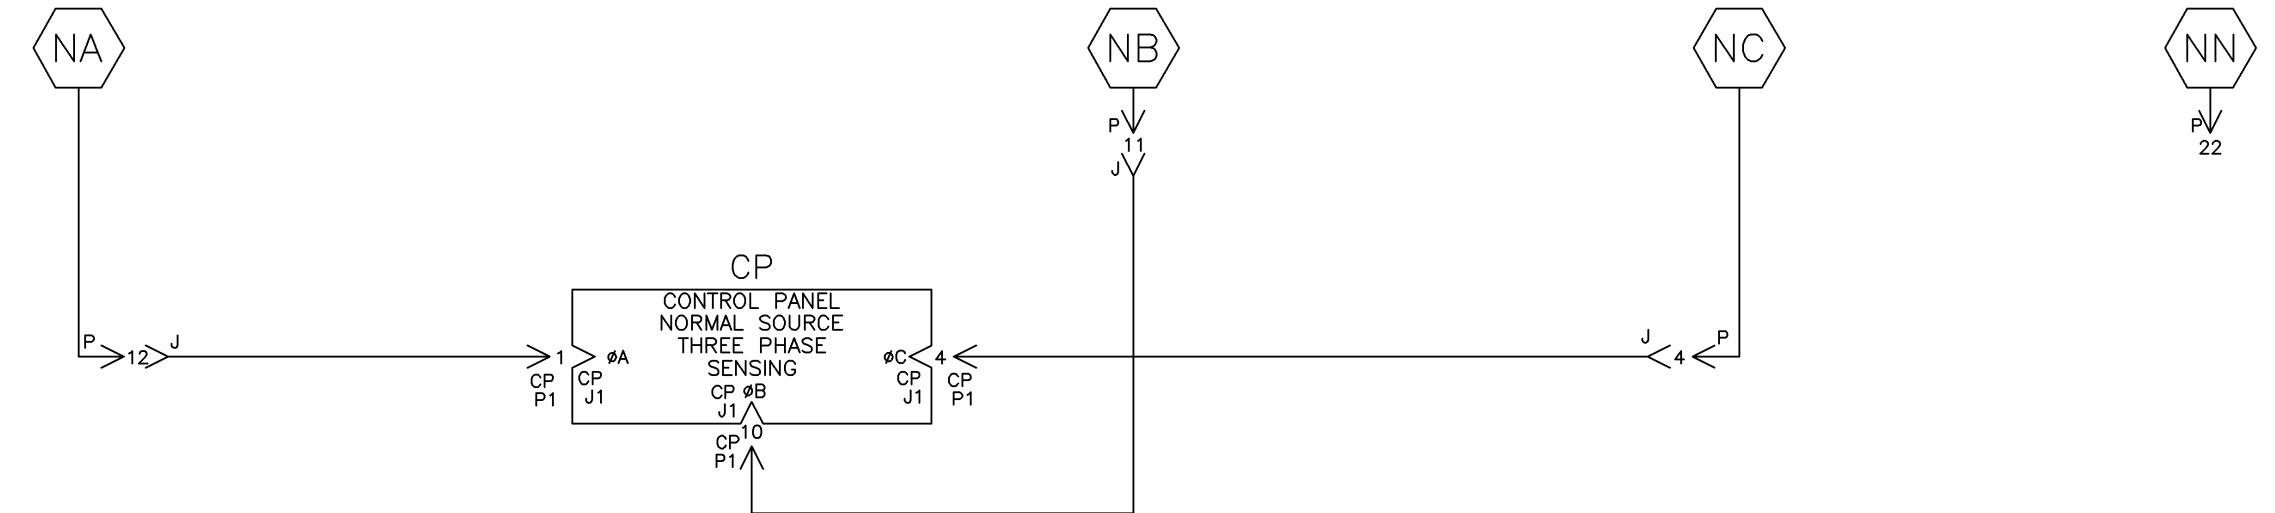 NA
NB
NC
NN
P
11
J
P
22
CP
CONTROL PANEL
NORMAL SOURCE
THREE PHASE
SENSING
P
12
J
1
øA
øC
4
J
4
P
CP
P1
CP
J1
CP
J1
CP
P1
CP øB
J1
10
CP
P1